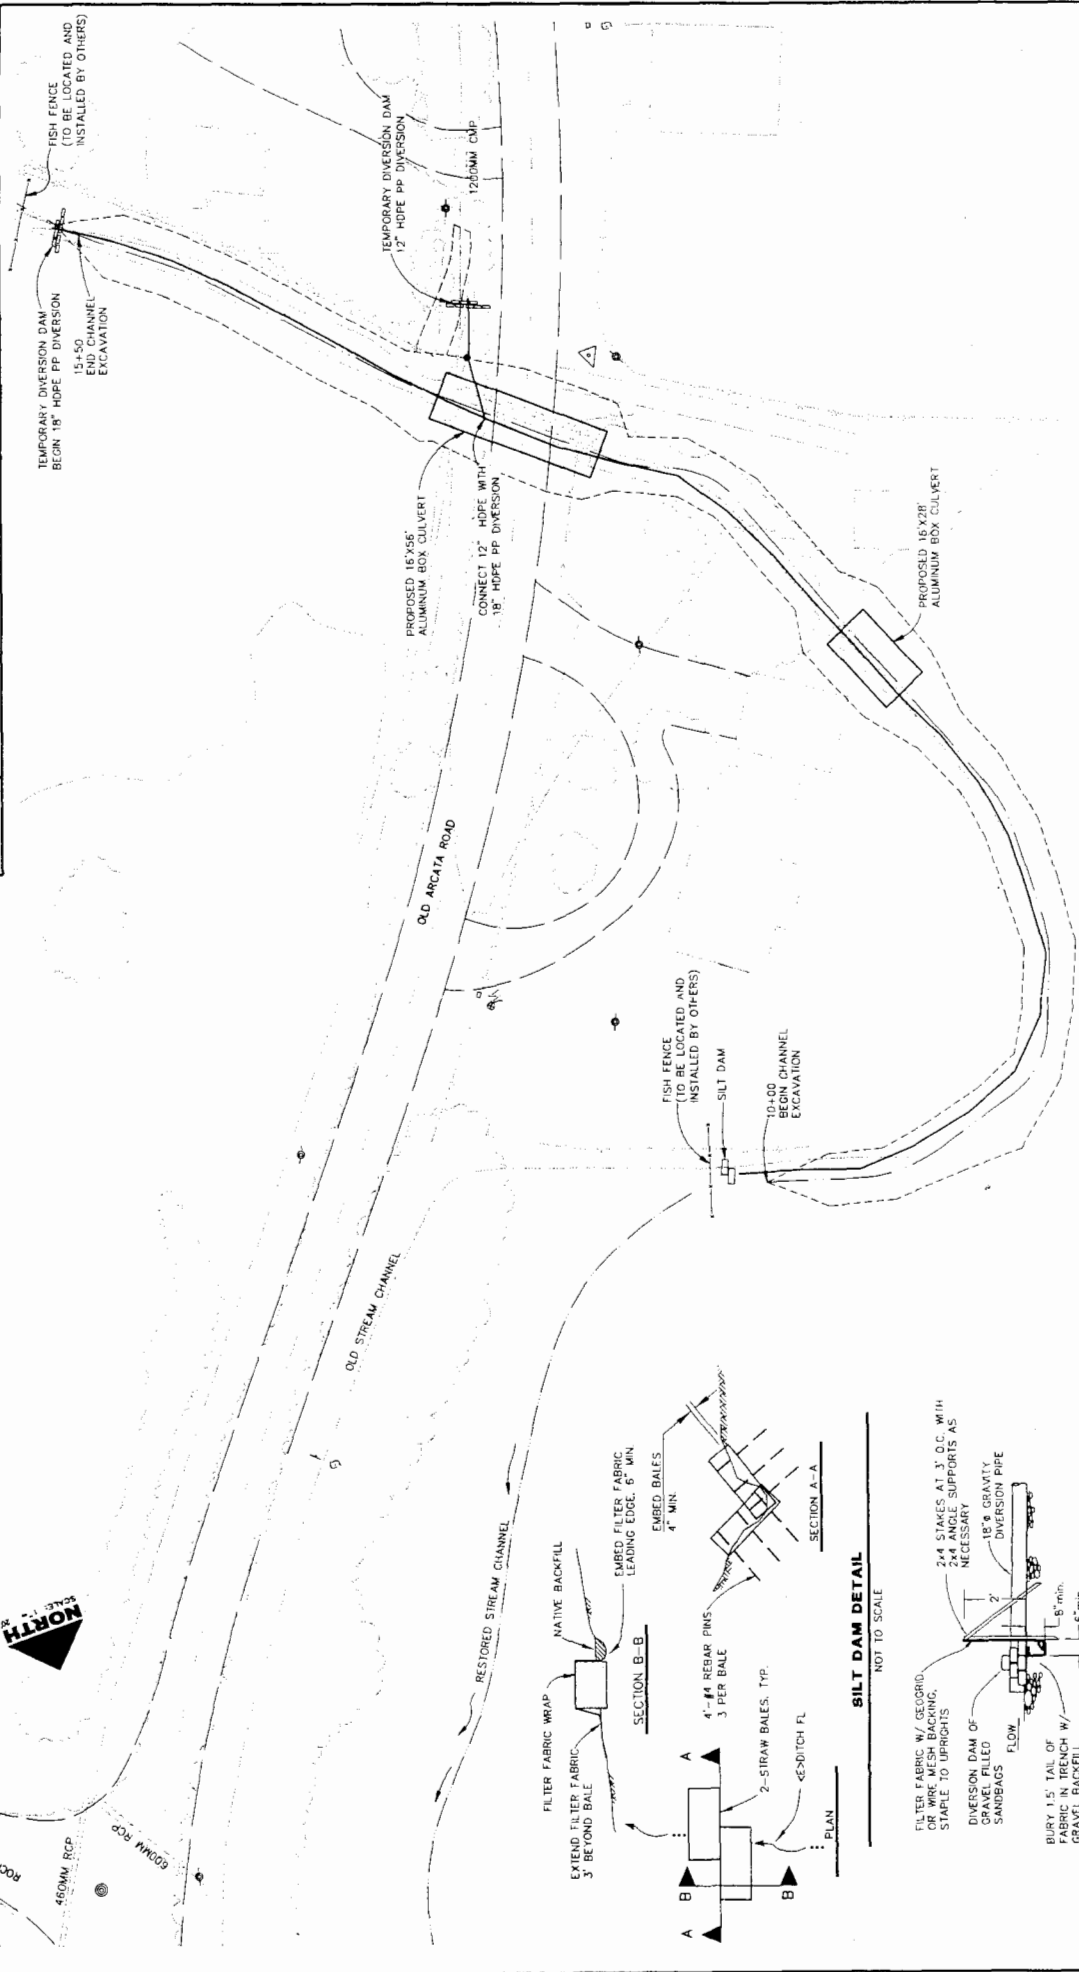 FISH FENCE
(TO BE LOCATED AND
INSTALLED BY OTHERS)
TEMPORARY DIVERSION DAM
BEGIN 18" HDPE PP DIVERSION
15+50
END CHANNEL
EXCAVATION
TEMPORARY DIVERSION DAM
12" HDPE PP DIVERSION
1200MM CMP
PROPOSED 16'X56'
ALUMINUM BOX CULVERT
CONNECT 12" HDPE WITH
18" HDPE PP DIVERSION
PROPOSED 16'X28'
ALUMINUM BOX CULVERT
OLD ARCATA ROAD
FISH FENCE
(TO BE LOCATED AND
INSTALLED BY OTHERS)
SILT DAM
10+00
BEGIN CHANNEL
EXCAVATION
OLD STREAM CHANNEL
RESTORED STREAM CHANNEL
NORTH
460MM RCP
600MM RCP
FILTER FABRIC WRAP
NATIVE BACKFILL
EXTEND FILTER FABRIC
3' BEYOND BALE
EMBED FILTER FABRIC
LEADING EDGE, 6" MIN.
SECTION B-B
EMBED BALES
4" MIN.
4'-#4 REBAR PINS
3 PER BALE
SECTION A-A
A
A
B
B
2-STRAW BALES, TYP.
<E>DITCH FL
PLAN
SILT DAM DETAIL
NOT TO SCALE
FILTER FABRIC W/ GEOGRID
OR WIRE MESH BACKING,
STAPLE TO UPRIGHTS
2x4 STAKES AT 3' O.C. WITH
2x4 ANGLE SUPPORTS AS
NECESSARY
DIVERSION DAM OF
GRAVEL FILLED
SANDBAGS
FLOW
18"ø GRAVITY
DIVERSION PIPE
2'
8"min.
BURY 1.5' TAIL OF
FABRIC IN TRENCH W/
GRAVEL BACKFILL